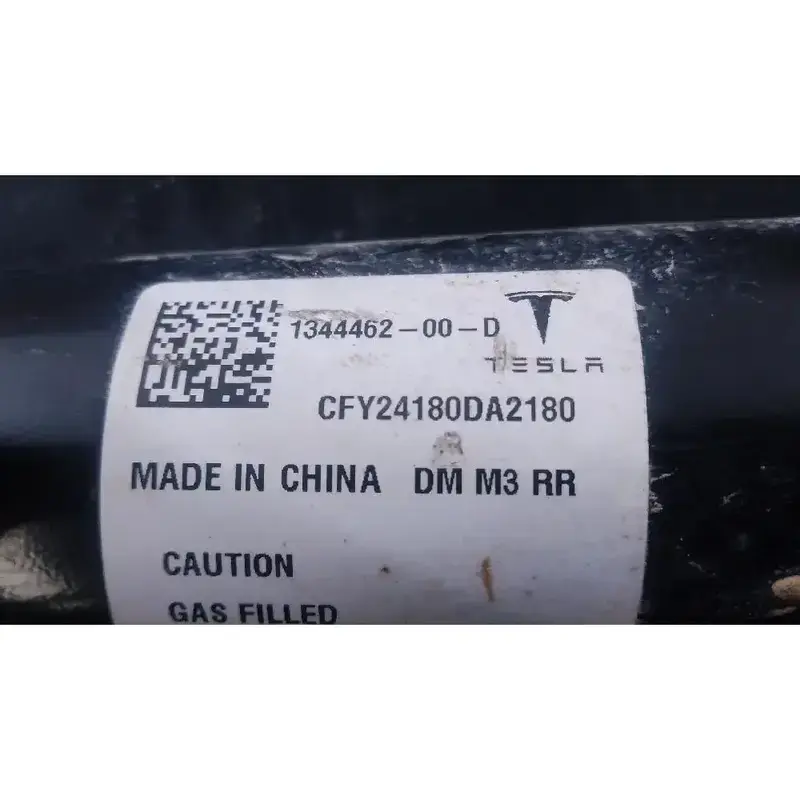 1344462-00-D
TESLA
CFY24180DA2180
MADE IN CHINA DM M3 RR
CAUTION
GAS FILLED